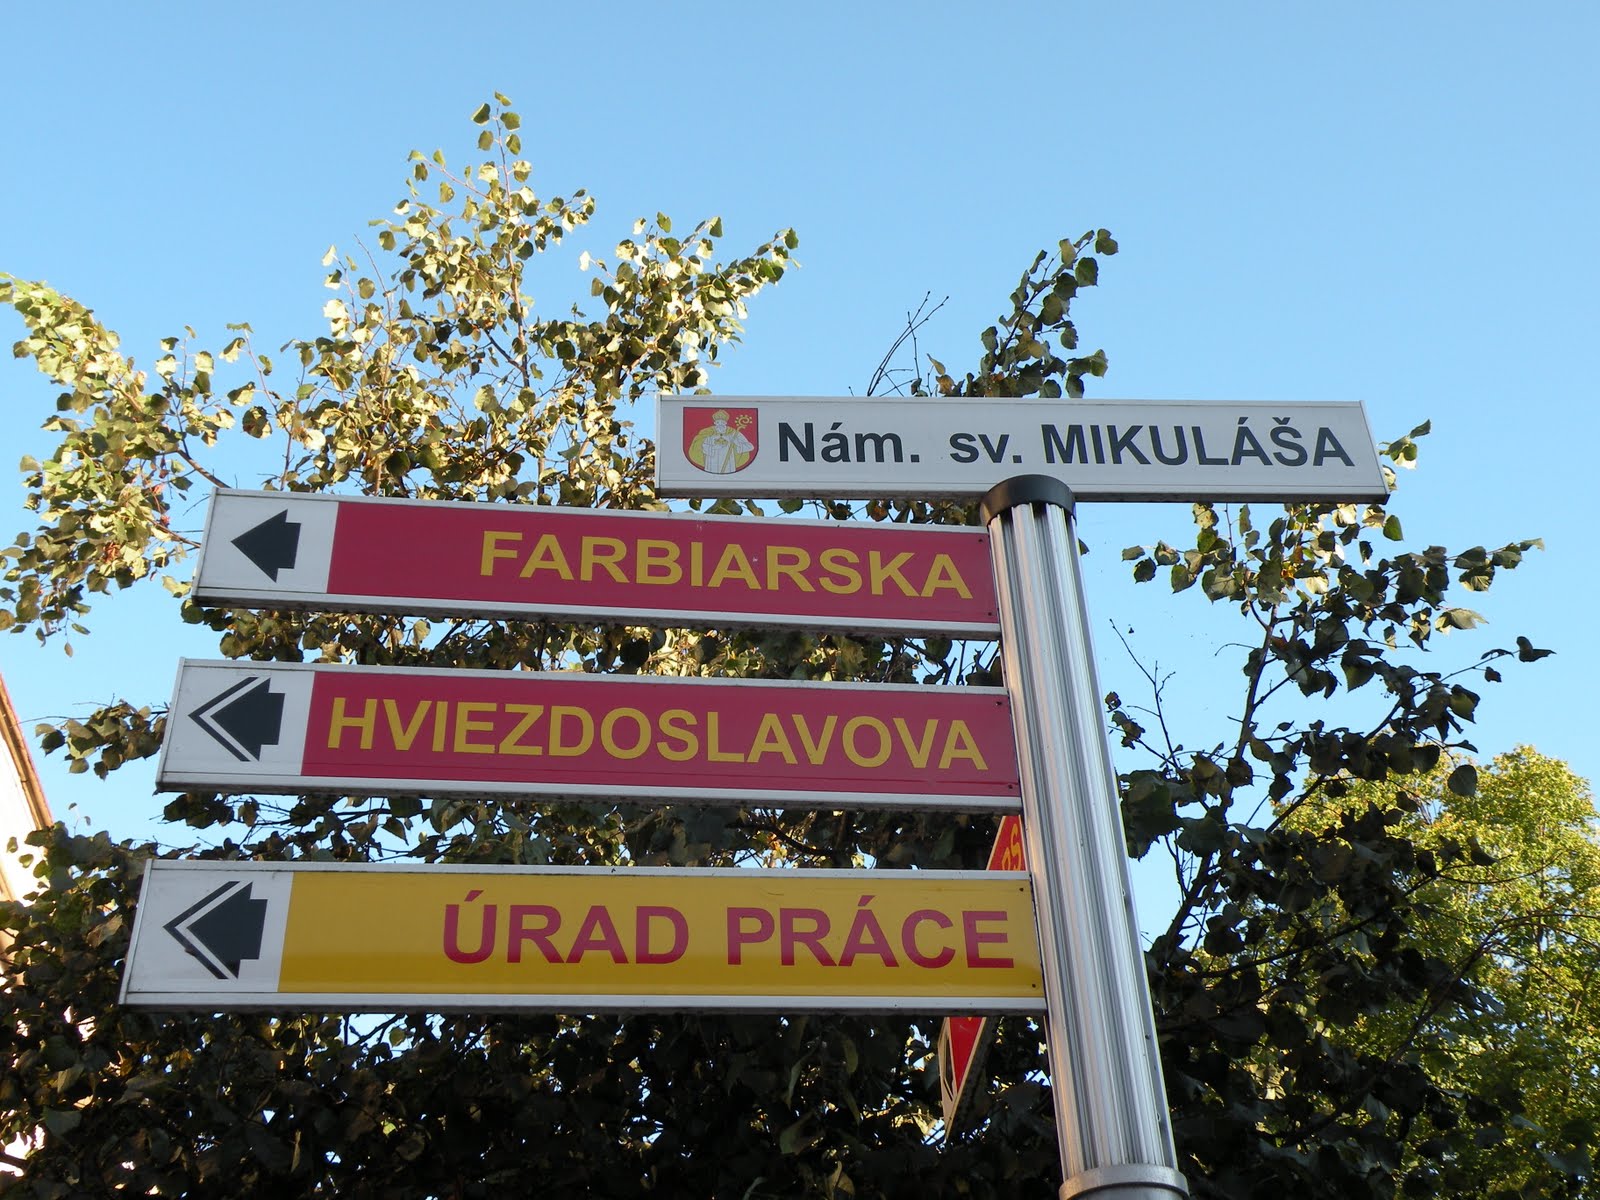 Nám. sv. MIKULÁŠA
FARBIARSKA
HVIEZDOSLAVOVA
ÚRAD PRÁCE